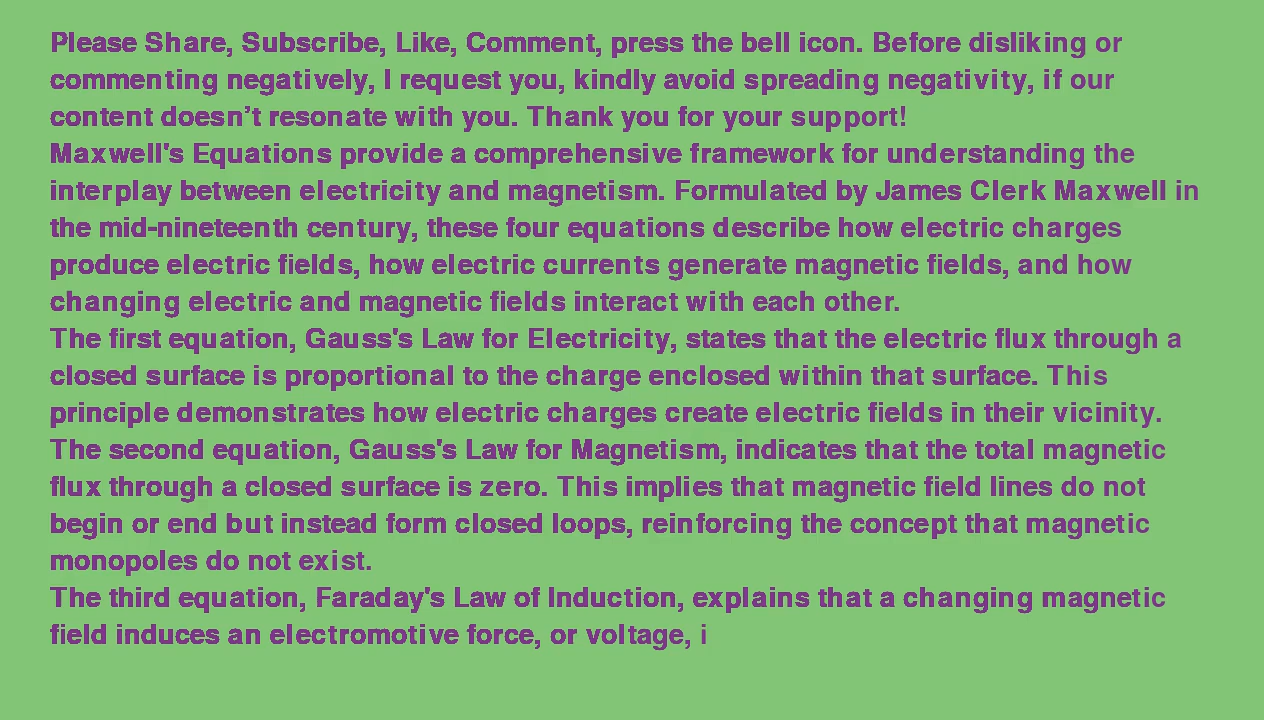 Please Share, Subscribe, Like, Comment, press the bell icon. Before disliking or
commenting negatively, I request you, kindly avoid spreading negativity, if our
content doesn’t resonate with you. Thank you for your support!
Maxwell's Equations provide a comprehensive framework for understanding the
interplay between electricity and magnetism. Formulated by James Clerk Maxwell in
the mid-nineteenth century, these four equations describe how electric charges
produce electric fields, how electric currents generate magnetic fields, and how
changing electric and magnetic fields interact with each other.
The first equation, Gauss's Law for Electricity, states that the electric flux through a
closed surface is proportional to the charge enclosed within that surface. This
principle demonstrates how electric charges create electric fields in their vicinity.
The second equation, Gauss's Law for Magnetism, indicates that the total magnetic
flux through a closed surface is zero. This implies that magnetic field lines do not
begin or end but instead form closed loops, reinforcing the concept that magnetic
monopoles do not exist.
The third equation, Faraday's Law of Induction, explains that a changing magnetic
field induces an electromotive force, or voltage, i